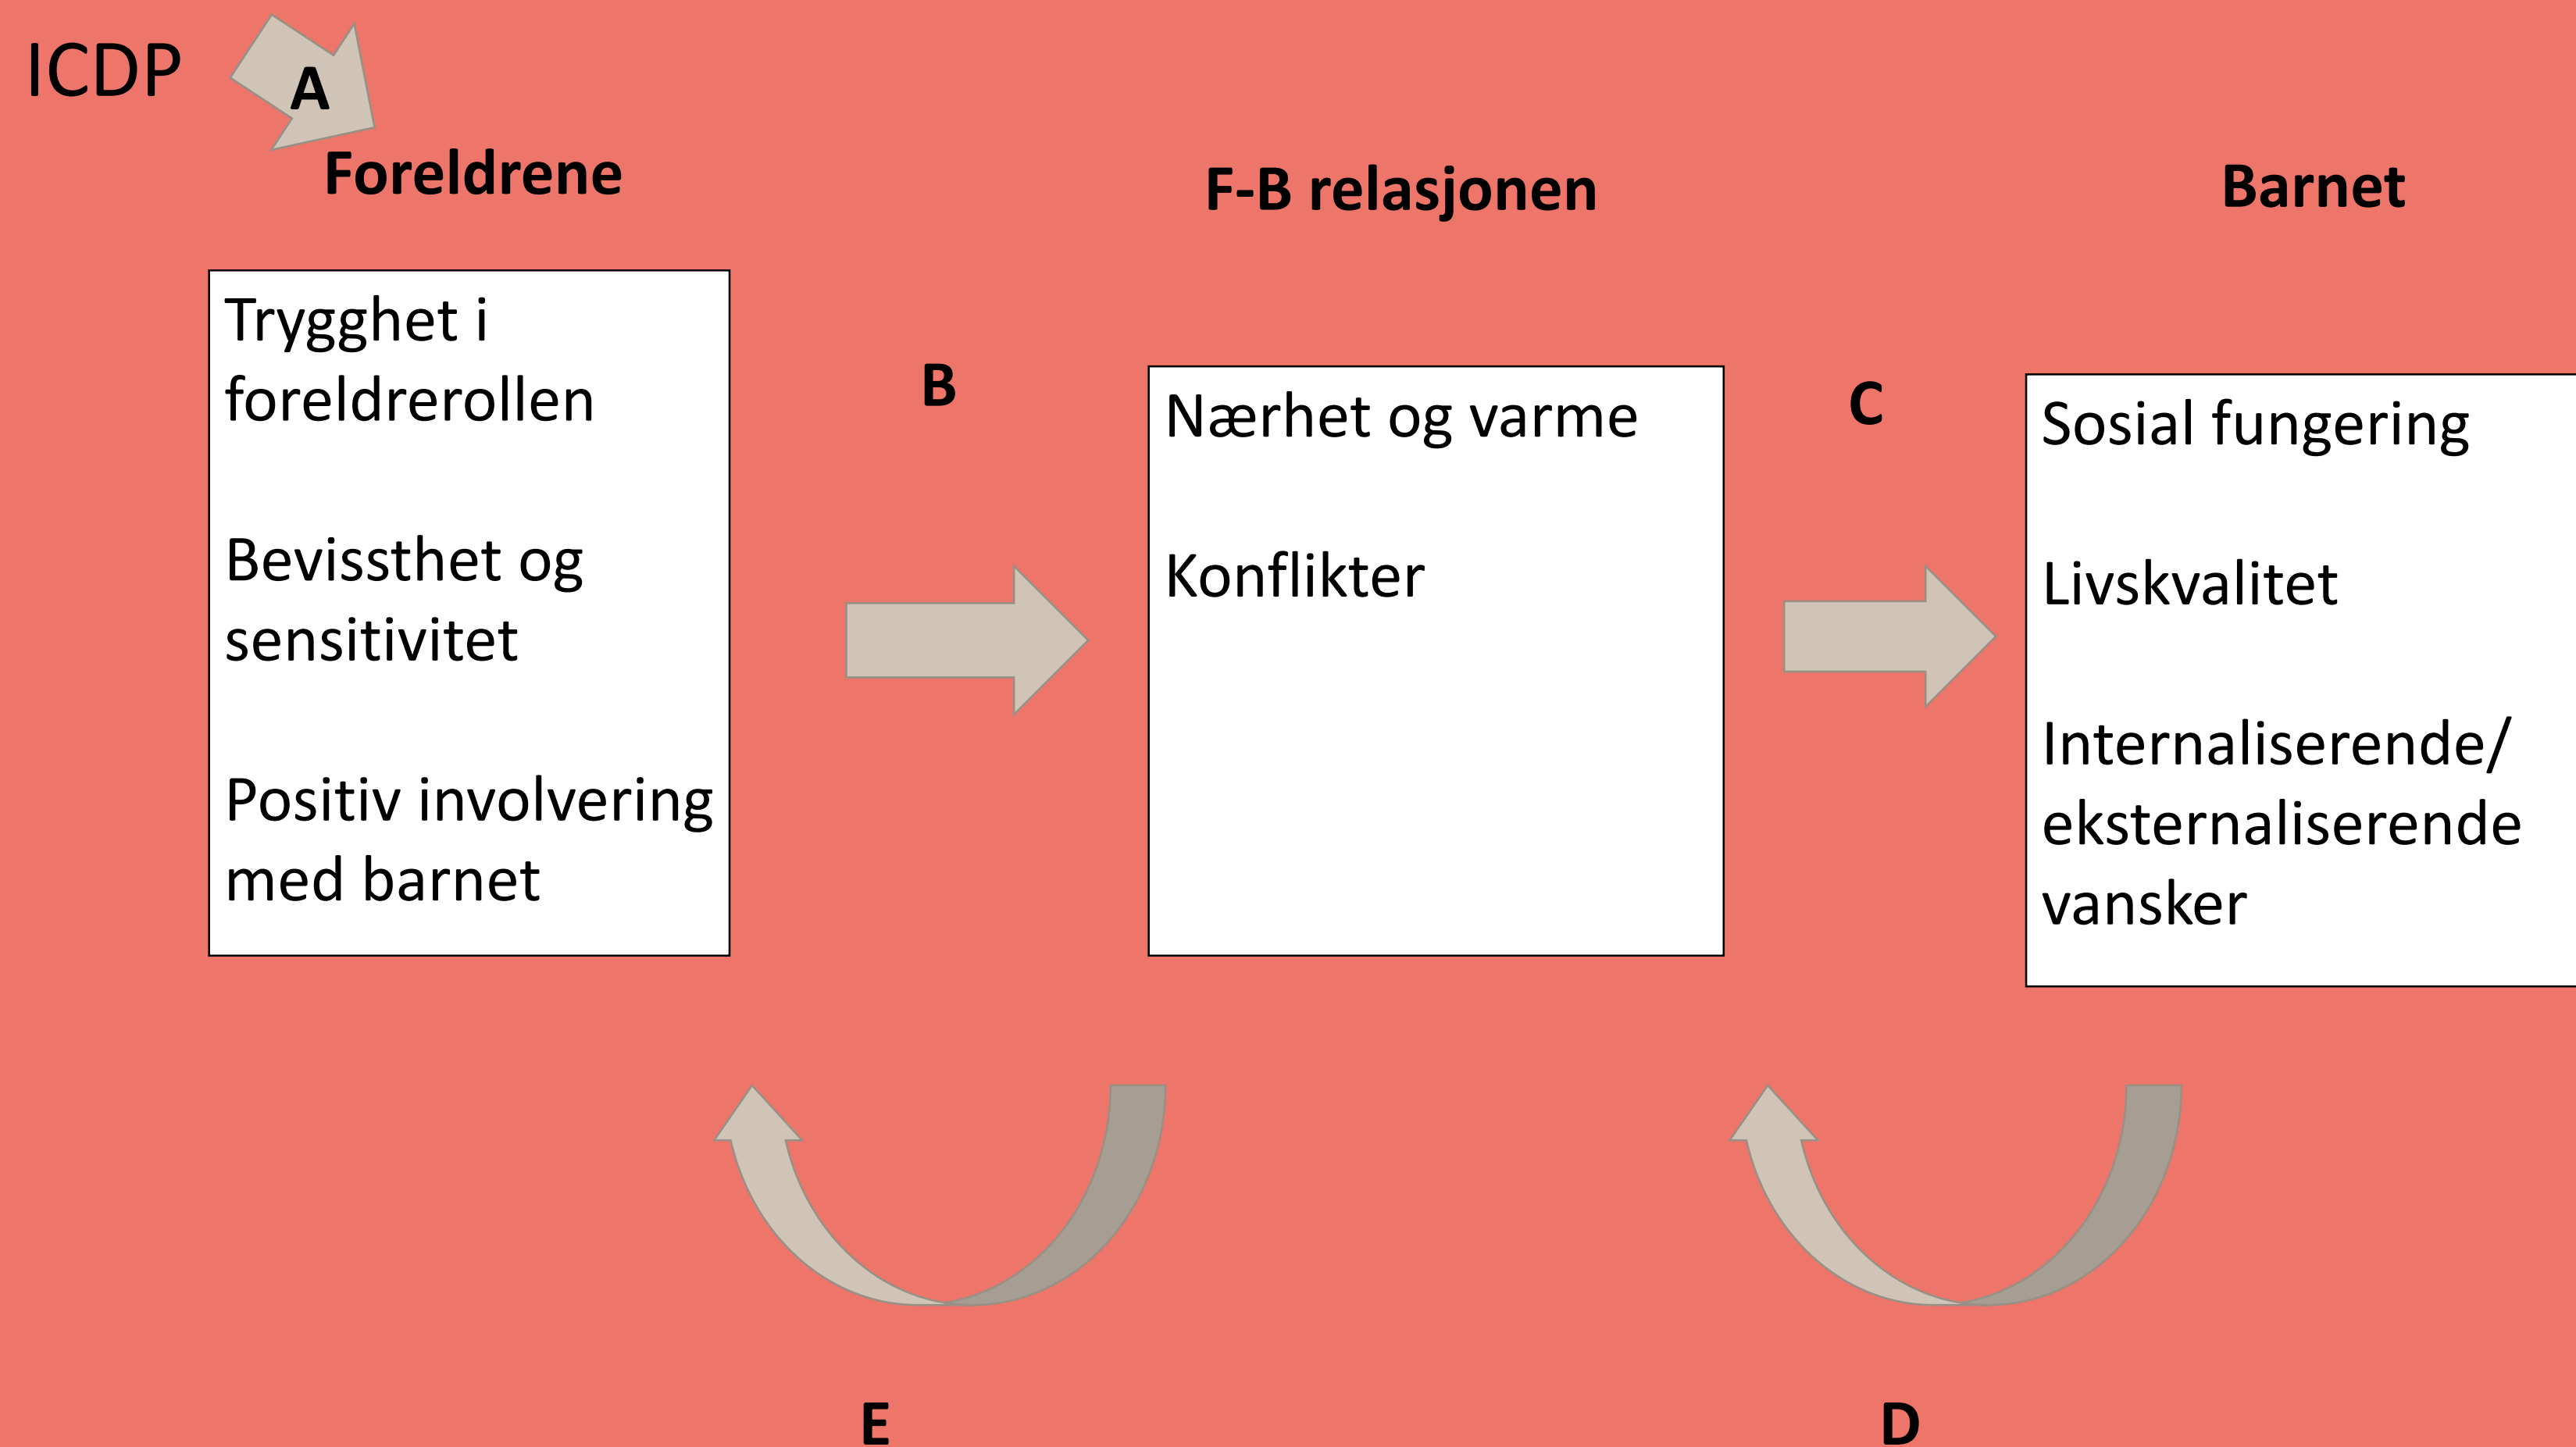 ICDP
A
Foreldrene
F-B relasjonen
Barnet
Trygghet i
foreldrerollen
Bevissthet og
sensitivitet
Positiv involvering
med barnet
B
Nærhet og varme
Konflikter
C
Sosial fungering
Livskvalitet
Internaliserende/
eksternaliserende
vansker
E
D